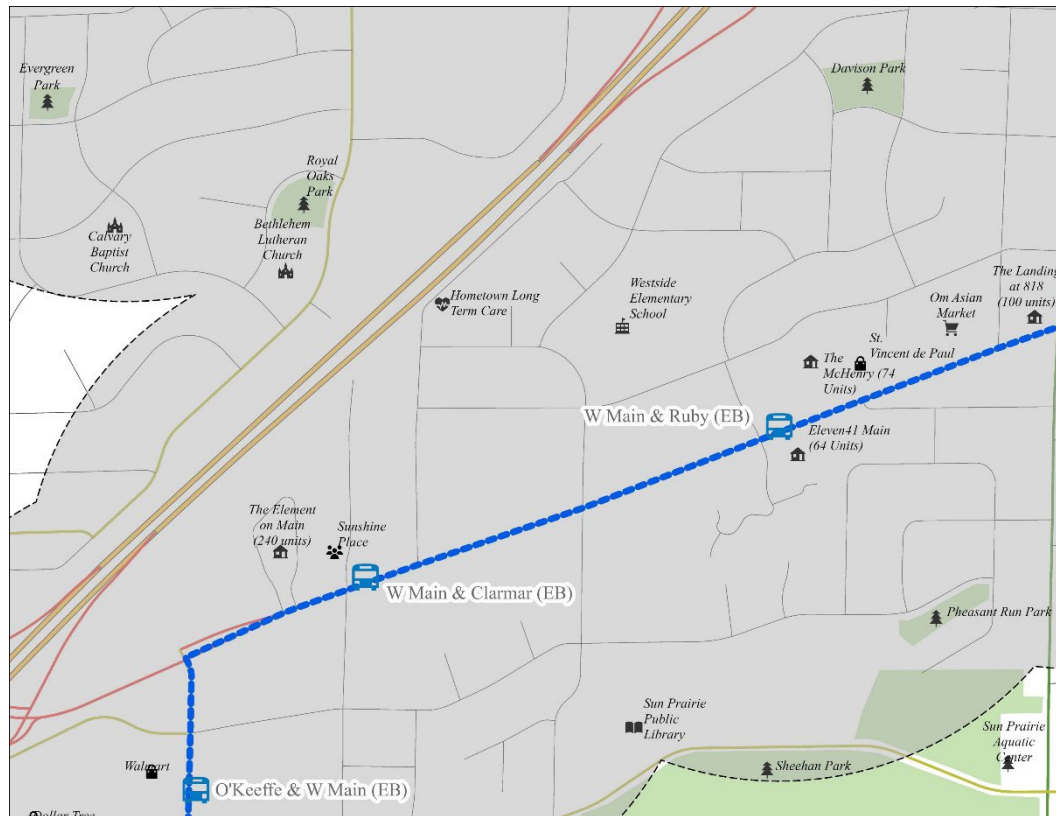 Evergreen
Park
Davison Park
Royal
Oaks
Park
Calvary
Baptist
Church
Bethlehem
Lutheran
Church
Hometown Long
Term Care
Westside
Elementary
School
The Landing
at 818
(100 units)
Om Asian
Market
St.
Vincent de Paul
The
McHenry (74
Units)
W Main & Ruby (EB)
Eleven41 Main
(64 Units)
The Element
on Main
(240 units)
Sunshine
Place
W Main & Clarmar (EB)
Pheasant Run Park
Sun Prairie
Public
Library
Sun Prairie
Aquatic
Center
Walmart
Sheehan Park
O'Keeffe & W Main (EB)
Dollar Tree